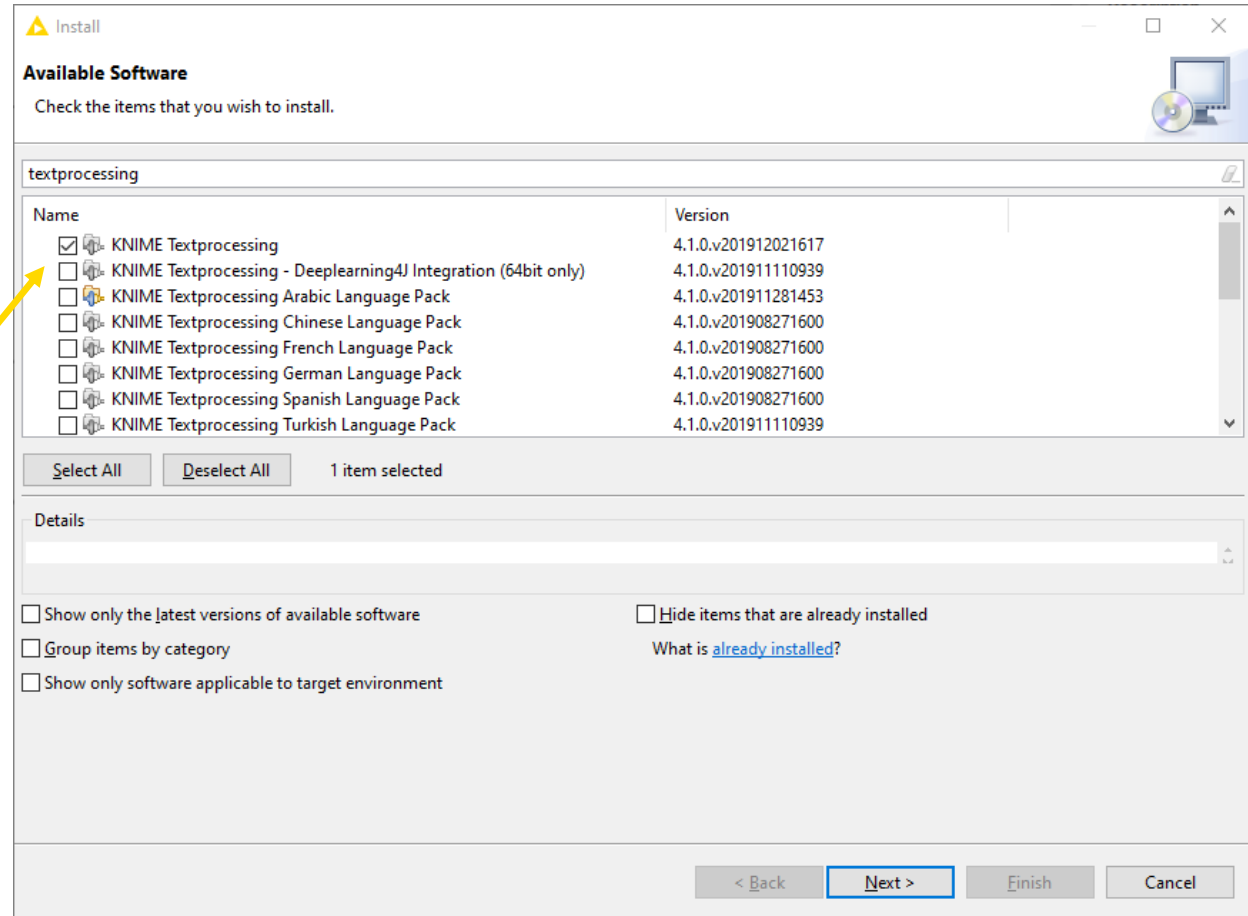 Install
Available Software
Check the items that you wish to install.
textprocessing
Name Version
KNIME Textprocessing 4.1.0.v201912021617
KNIME Textprocessing - Deeplearning4J Integration (64bit only) 4.1.0.v201911110939
KNIME Textprocessing Arabic Language Pack 4.1.0.v201911281453
KNIME Textprocessing Chinese Language Pack 4.1.0.v201908271600
KNIME Textprocessing French Language Pack 4.1.0.v201908271600
KNIME Textprocessing German Language Pack 4.1.0.v201908271600
KNIME Textprocessing Spanish Language Pack 4.1.0.v201908271600
KNIME Textprocessing Turkish Language Pack 4.1.0.v201911110939
Select All Deselect All 1 item selected
Details
Show only the latest versions of available software Hide items that are already installed
Group items by category What is already installed?
Show only software applicable to target environment
< Back Next > Finish Cancel